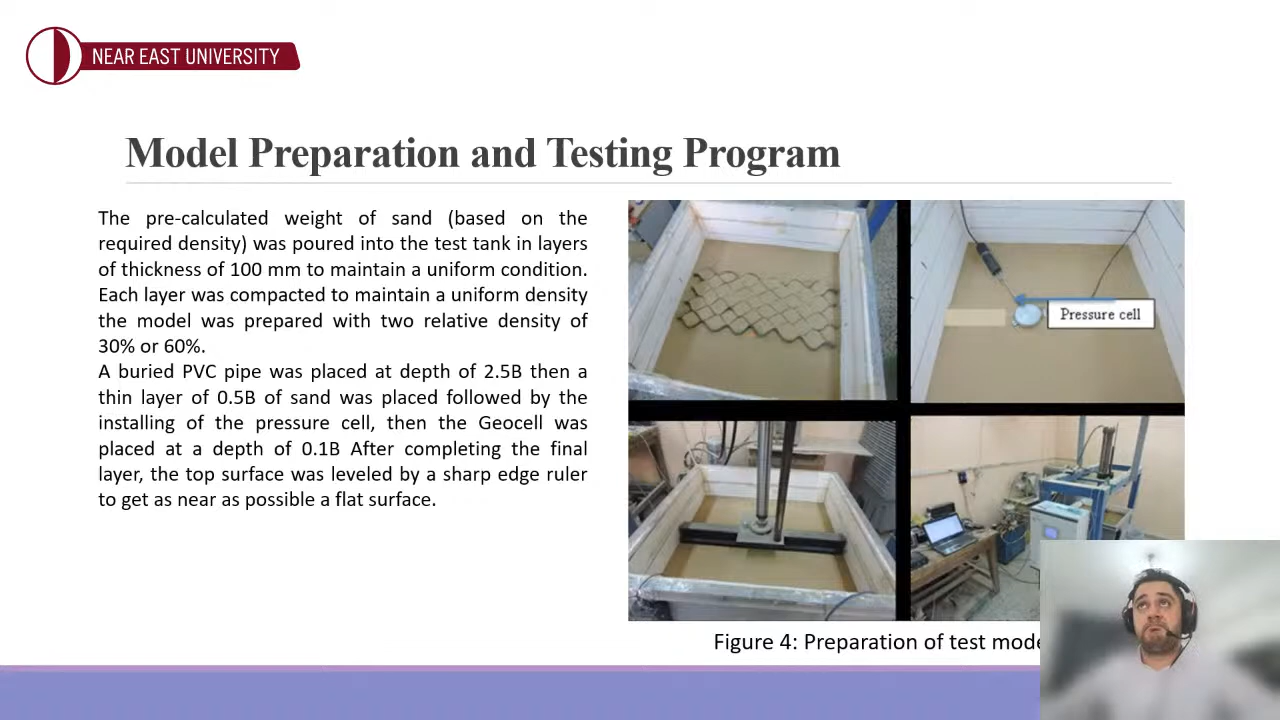 NEAR EAST UNIVERSITY
Model Preparation and Testing Program
The pre-calculated weight of sand (based on the
required density) was poured into the test tank in layers
of thickness of 100 mm to maintain a uniform condition.
Each layer was compacted to maintain a uniform density
the model was prepared with two relative density of
30% or 60%.
A buried PVC pipe was placed at depth of 2.5B then a
thin layer of 0.5B of sand was placed followed by the
installing of the pressure cell, then the Geocell was
placed at a depth of 0.1B After completing the final
layer, the top surface was leveled by a sharp edge ruler
to get as near as possible a flat surface.
Pressure cell
Figure 4: Preparation of test